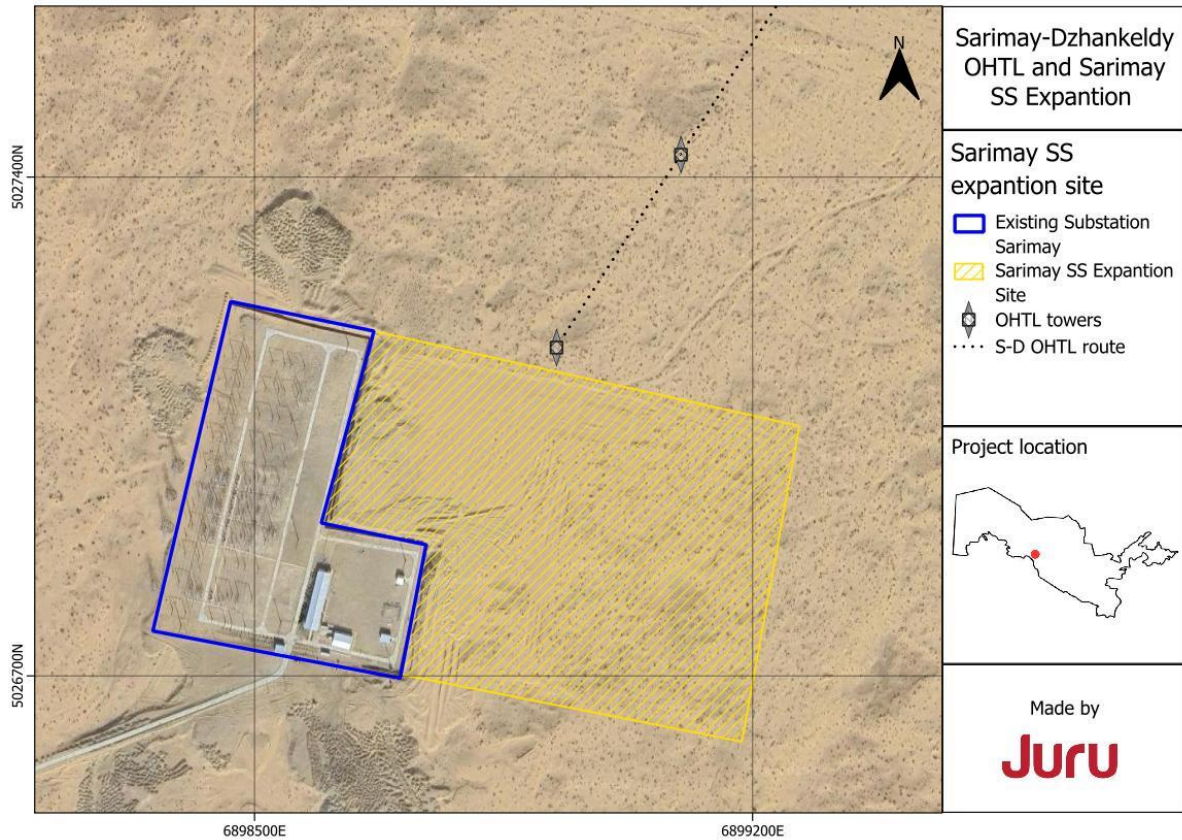 Sarimay-Dzhankeldy
OHTL and Sarimay
SS Expantion
Sarimay SS
expantion site
Existing Substation
Sarimay
Sarimay SS Expantion
Site
OHTL towers
S-D OHTL route
Project location
Made by
Juru
N
5027400N
5026700N
6898500E
6899200E